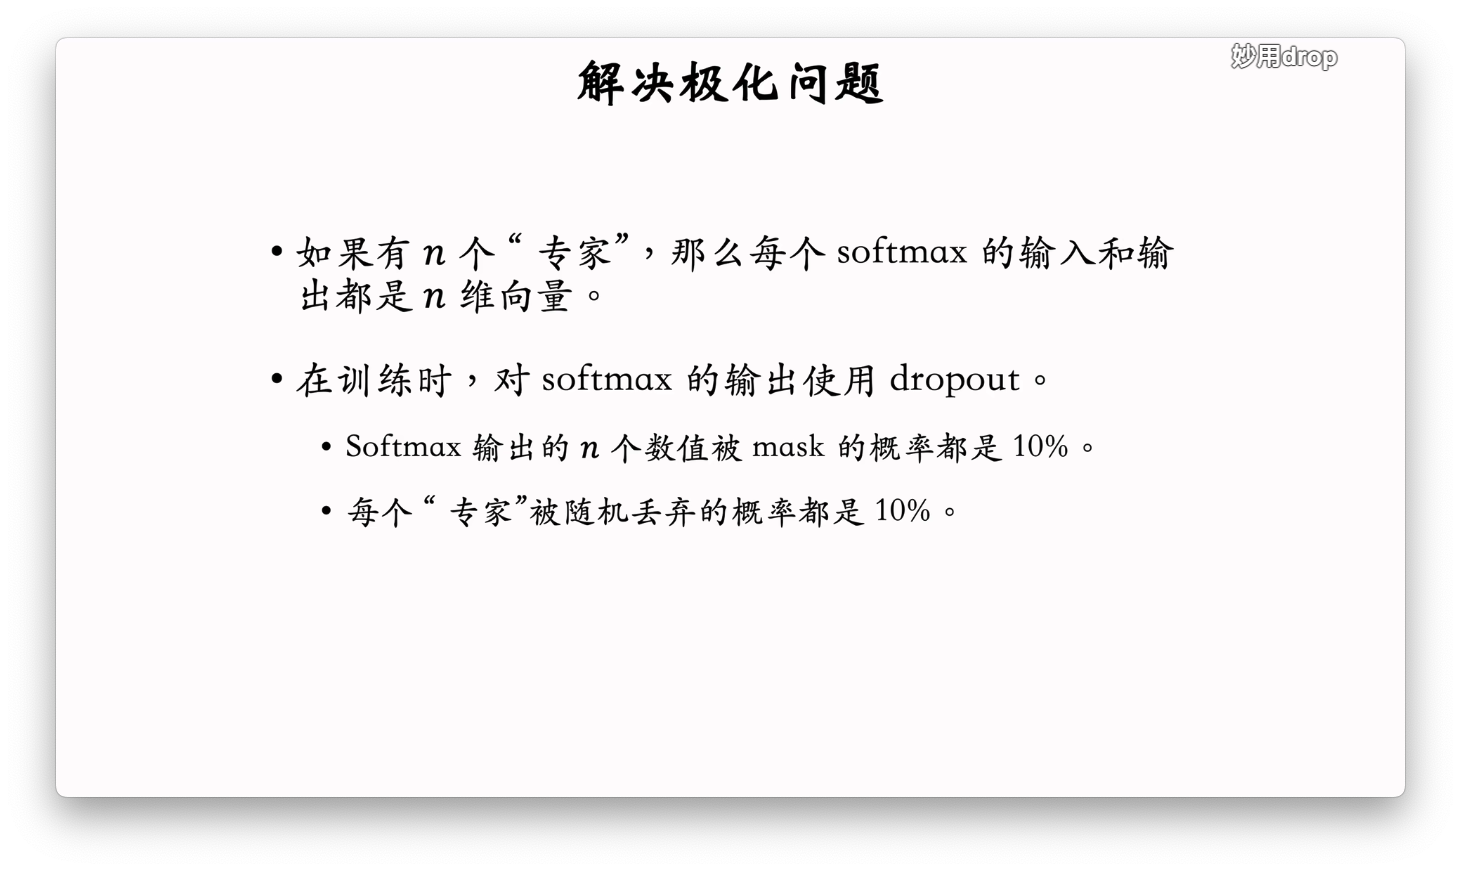 妙用drop
解决极化问题
• 如果有 n 个“ 专家”，那么每个 softmax 的输入和输
出都是 n 维向量。
• 在训练时，对 softmax 的输出使用 dropout。
• Softmax 输出的 n 个数值被 mask 的概率都是 10%。
• 每个“ 专家”被随机丢弃的概率都是 10%。